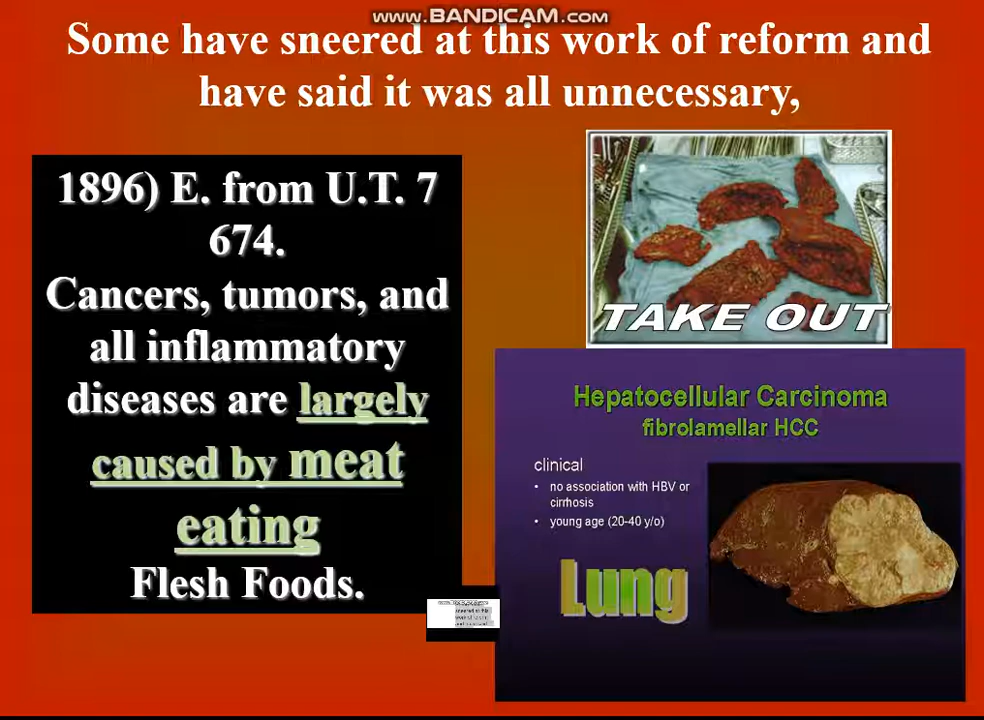 www.BANDICAM.com
Some have sneered at this work of reform and
have said it was all unnecessary,
1896) E. from U.T. 7
674.
Cancers, tumors, and
all inflammatory
diseases are largely
caused by meat
eating
Flesh Foods.
TAKE OUT
Hepatocellular Carcinoma
fibrolamellar HCC
clinical
• no association with HBV or
cirrhosis
• young age (20-40 y/o)
Lung